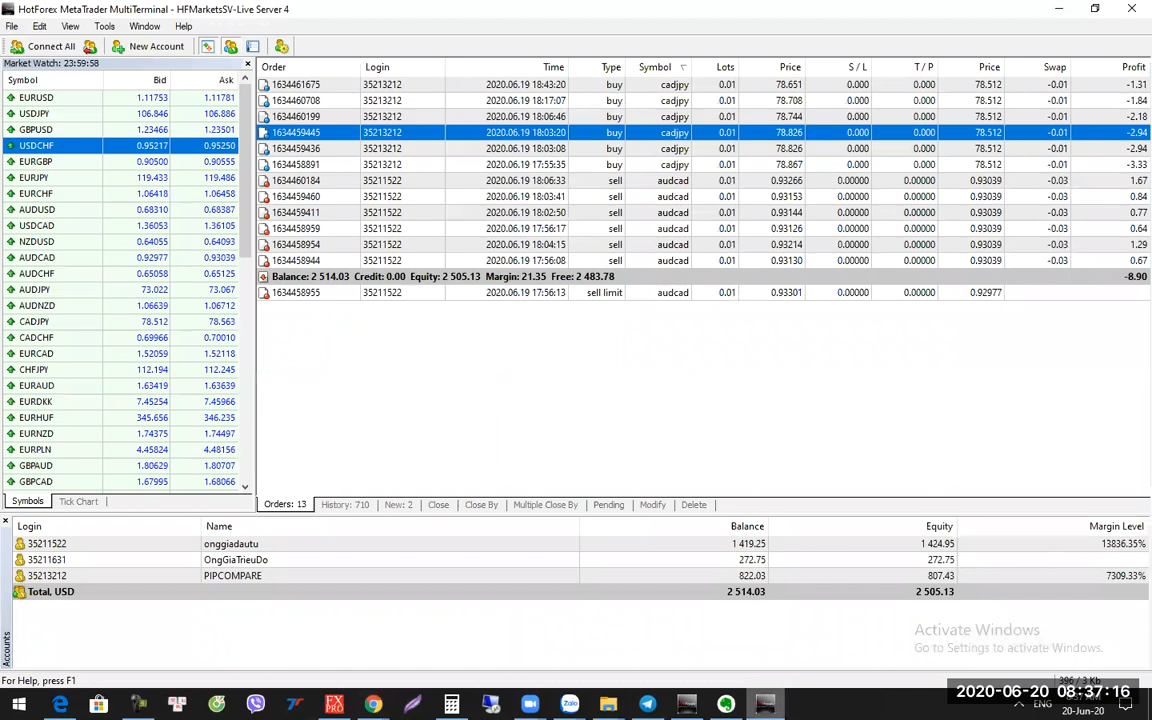 HotForex MetaTrader MultiTerminal - HFMarketsSV-Live Server 4
File Edit View Tools Window Help
Connect All New Account
Market Watch: 23:59:58
Symbol Bid Ask
EURUSD 1.11753 1.11781
USDJPY 106.846 106.886
GBPUSD 1.23466 1.23501
USDCHF 0.95217 0.95250
EURGBP 0.90500 0.90555
EURJPY 119.433 119.486
EURCHF 1.06418 1.06458
AUDUSD 0.68310 0.68387
USDCAD 1.36053 1.36105
NZDUSD 0.64055 0.64093
AUDCAD 0.92977 0.93039
AUDCHF 0.65058 0.65125
AUDJPY 73.022 73.067
AUDNZD 1.06639 1.06712
CADJPY 78.512 78.563
CADCHF 0.69966 0.70010
EURCAD 1.52059 1.52118
CHFJPY 112.194 112.245
EURAUD 1.63419 1.63639
EURDKK 7.45254 7.45966
EURHUF 345.656 346.235
EURNZD 1.74375 1.74497
EURPLN 4.45824 4.48156
GBPAUD 1.80629 1.80707
GBPCAD 1.67995 1.68066
Symbols Tick Chart
Order Login Time Type Symbol Lots Price S / L T / P Price Swap Profit
1634461675 35213212 2020.06.19 18:43:20 buy cadjpy 0.01 78.651 0.000 0.000 78.512 -0.01 -1.31
1634460708 35213212 2020.06.19 18:17:07 buy cadjpy 0.01 78.708 0.000 0.000 78.512 -0.01 -1.84
1634460199 35213212 2020.06.19 18:06:46 buy cadjpy 0.01 78.744 0.000 0.000 78.512 -0.01 -2.18
1634459445 35213212 2020.06.19 18:03:20 buy cadjpy 0.01 78.826 0.000 0.000 78.512 -0.01 -2.94
1634459436 35213212 2020.06.19 18:03:08 buy cadjpy 0.01 78.826 0.000 0.000 78.512 -0.01 -2.94
1634458891 35213212 2020.06.19 17:55:35 buy cadjpy 0.01 78.867 0.000 0.000 78.512 -0.01 -3.33
1634460184 35211522 2020.06.19 18:06:33 sell audcad 0.01 0.93266 0.00000 0.00000 0.93039 -0.03 1.67
1634459460 35211522 2020.06.19 18:03:41 sell audcad 0.01 0.93153 0.00000 0.00000 0.93039 -0.03 0.84
1634459411 35211522 2020.06.19 18:02:50 sell audcad 0.01 0.93144 0.00000 0.00000 0.93039 -0.03 0.77
1634458959 35211522 2020.06.19 17:56:17 sell audcad 0.01 0.93126 0.00000 0.00000 0.93039 -0.03 0.64
1634458954 35211522 2020.06.19 18:04:15 sell audcad 0.01 0.93214 0.00000 0.00000 0.93039 -0.03 1.29
1634458944 35211522 2020.06.19 17:56:08 sell audcad 0.01 0.93130 0.00000 0.00000 0.93039 -0.03 0.67
Balance: 2 514.03 Credit: 0.00 Equity: 2 505.13 Margin: 21.35 Free: 2 483.78 -8.90
1634458955 35211522 2020.06.19 17:56:13 sell limit audcad 0.01 0.93301 0.00000 0.00000 0.92977
Orders: 13 History: 710 New: 2 Close Close By Multiple Close By Pending Modify Delete
Login Name Balance Equity Margin Level
35211522 onggiadautu 1 419.25 1 424.95 13836.35%
35211631 OngGiaTrieuDo 272.75 272.75
35213212 PIPCOMPARE 822.03 807.43 7309.33%
Total, USD 2 514.03 2 505.13
Accounts
Activate Windows
Go to Settings to activate Windows.
For Help, press F1
396 / 3 Kb
2020-06-20 08:37:16
ENG
20-Jun-20
FX
PRO
Zalo